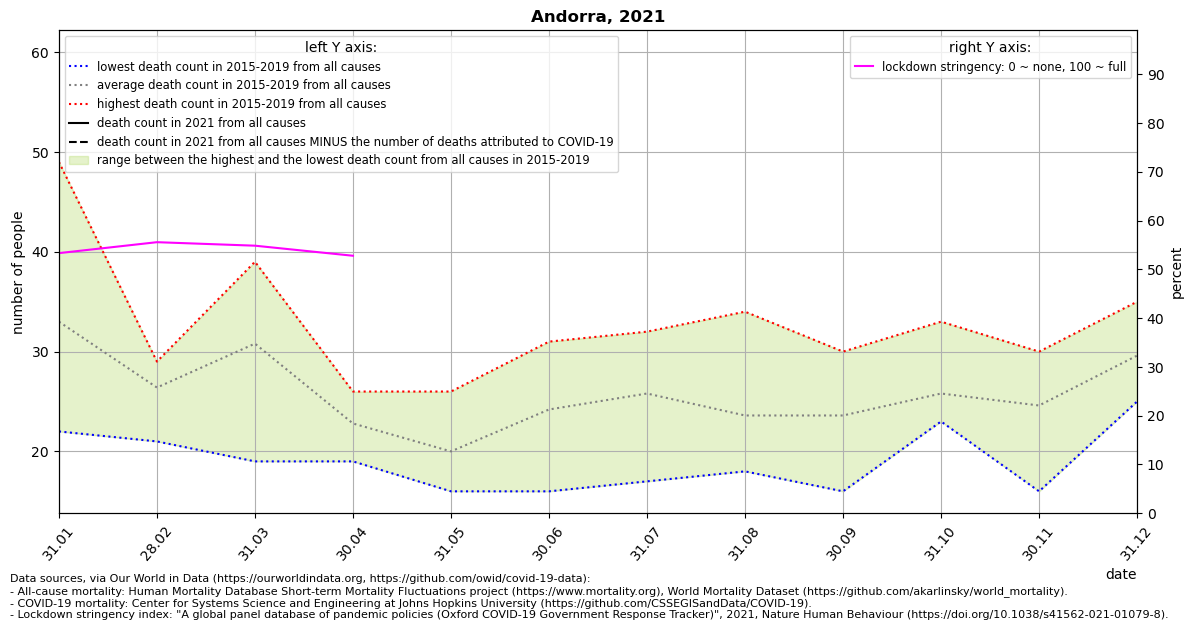 Andorra, 2021
left Y axis:
lowest death count in 2015-2019 from all causes
average death count in 2015-2019 from all causes
highest death count in 2015-2019 from all causes
death count in 2021 from all causes
death count in 2021 from all causes MINUS the number of deaths attributed to COVID-19
range between the highest and the lowest death count from all causes in 2015-2019
right Y axis:
lockdown stringency: 0 ~ none, 100 ~ full
number of people
60
50
40
30
20
percent
90
80
70
60
50
40
30
20
10
0
31.01
28.02
31.03
30.04
31.05
30.06
31.07
31.08
30.09
31.10
30.11
31.12
date
Data sources, via Our World in Data (https://ourworldindata.org, https://github.com/owid/covid-19-data):
- All-cause mortality: Human Mortality Database Short-term Mortality Fluctuations project (https://www.mortality.org), World Mortality Dataset (https://github.com/akarlinsky/world_mortality).
- COVID-19 mortality: Center for Systems Science and Engineering at Johns Hopkins University (https://github.com/CSSEGISandData/COVID-19).
- Lockdown stringency index: "A global panel database of pandemic policies (Oxford COVID-19 Government Response Tracker)", 2021, Nature Human Behaviour (https://doi.org/10.1038/s41562-021-01079-8).